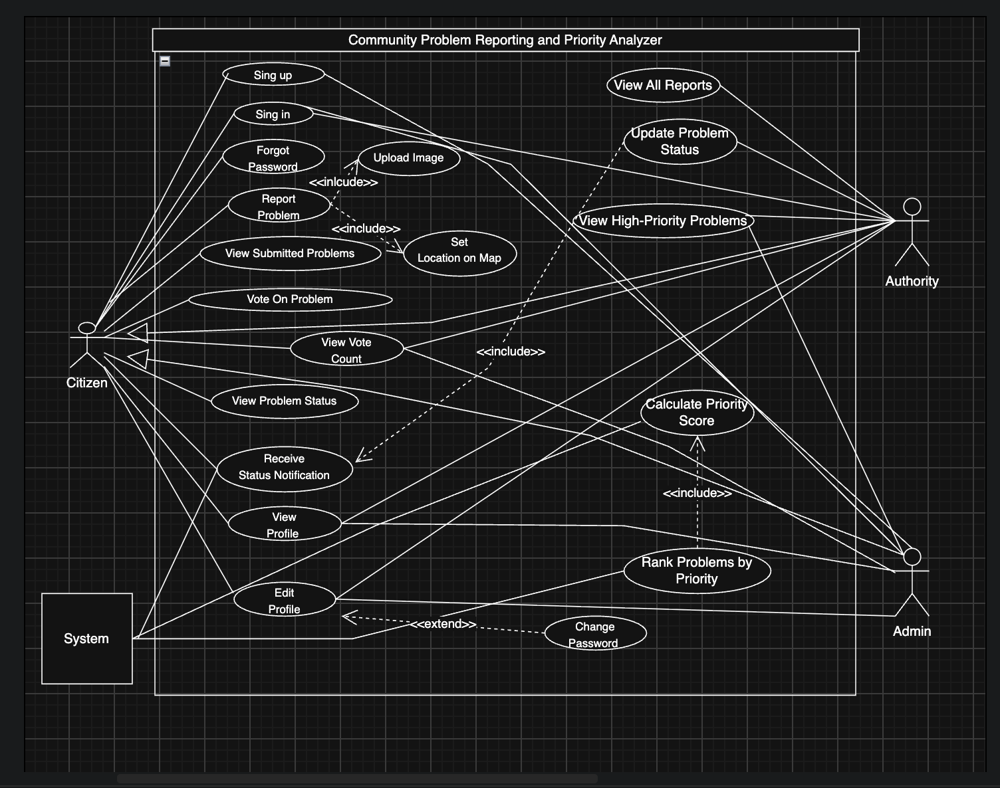 Community Problem Reporting and Priority Analyzer
Sing up
View All Reports
Sing in
Update Problem
Status
Forgot
Password
Upload Image
<<inlcude>>
Report
Problem
View High-Priority Problems
<<include>>
Set
Location on Map
View Submitted Problems
Authority
Vote On Problem
View Vote
Count
<<include>>
Citizen
View Problem Status
Calculate Priority
Score
Receive
Status Notification
<<include>>
View
Profile
Rank Problems by
Priority
Edit
Profile
<<extend>>
Change
Password
Admin
System